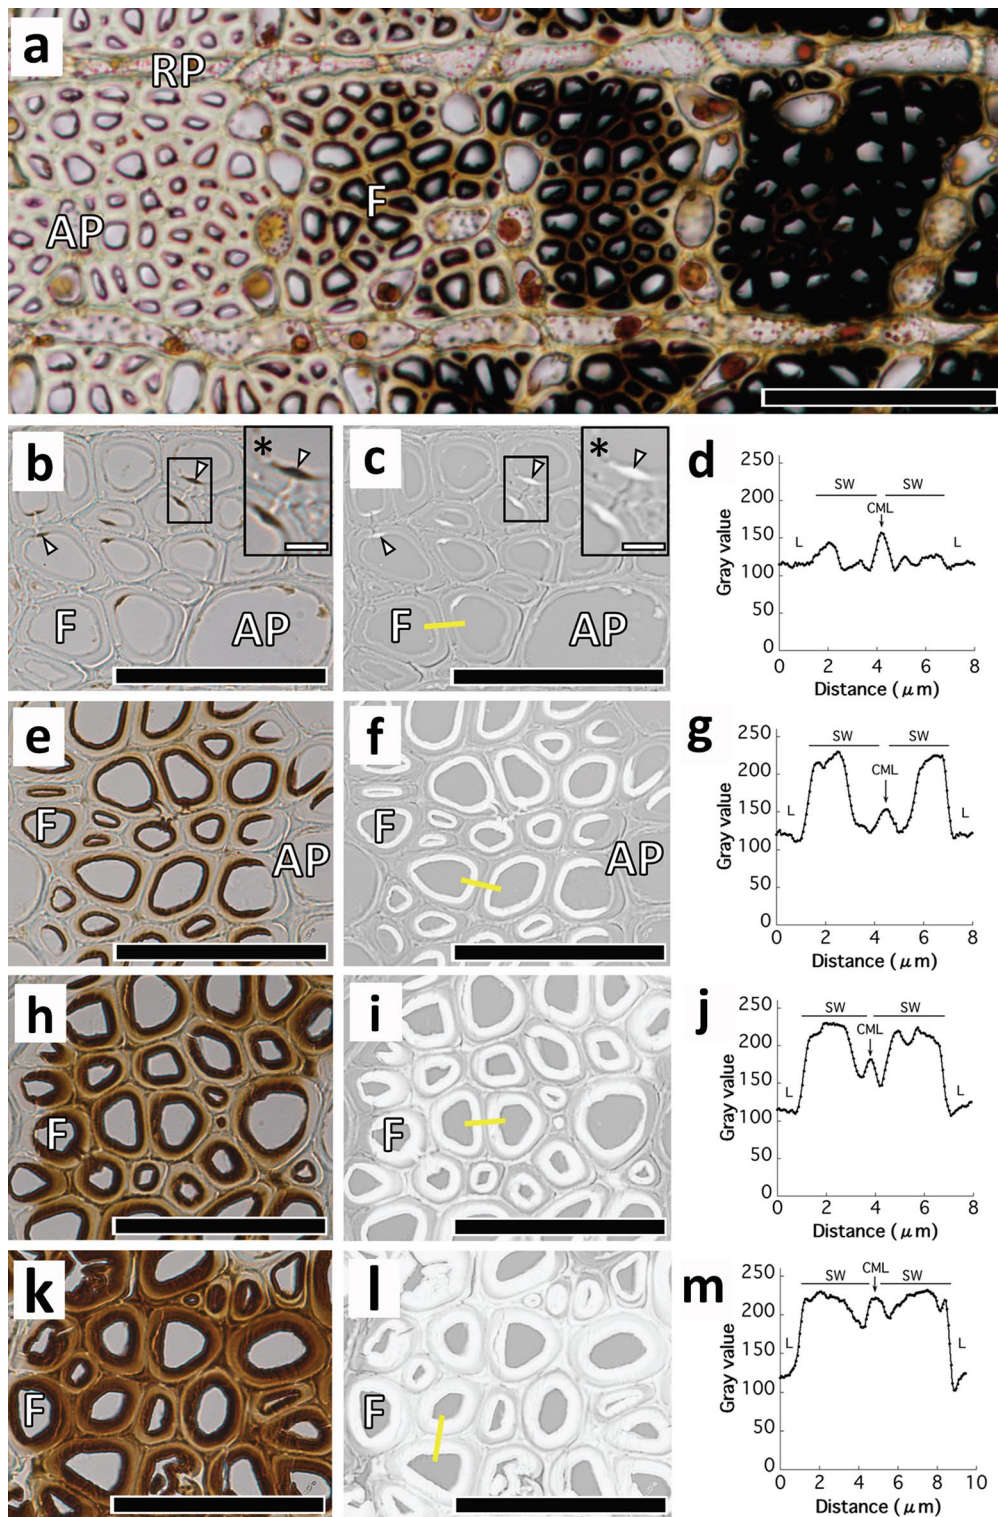 a
RP
F
AP
b
*
F
AP
c
*
F
AP
d
250
200
150
100
50
0
Gray value
SW
SW
CML
L
L
0 2 4 6 8
Distance (μm)
e
F
AP
f
F
AP
g
250
200
150
100
50
0
Gray value
SW
SW
CML
L
L
0 2 4 6 8
Distance (μm)
h
F
i
F
j
250
200
150
100
50
0
Gray value
SW
SW
CML
L
L
0 2 4 6 8
Distance (μm)
k
F
l
F
m
250
200
150
100
50
0
Gray value
SW
CML
SW
L
L
0 2 4 6 8 10
Distance (μm)